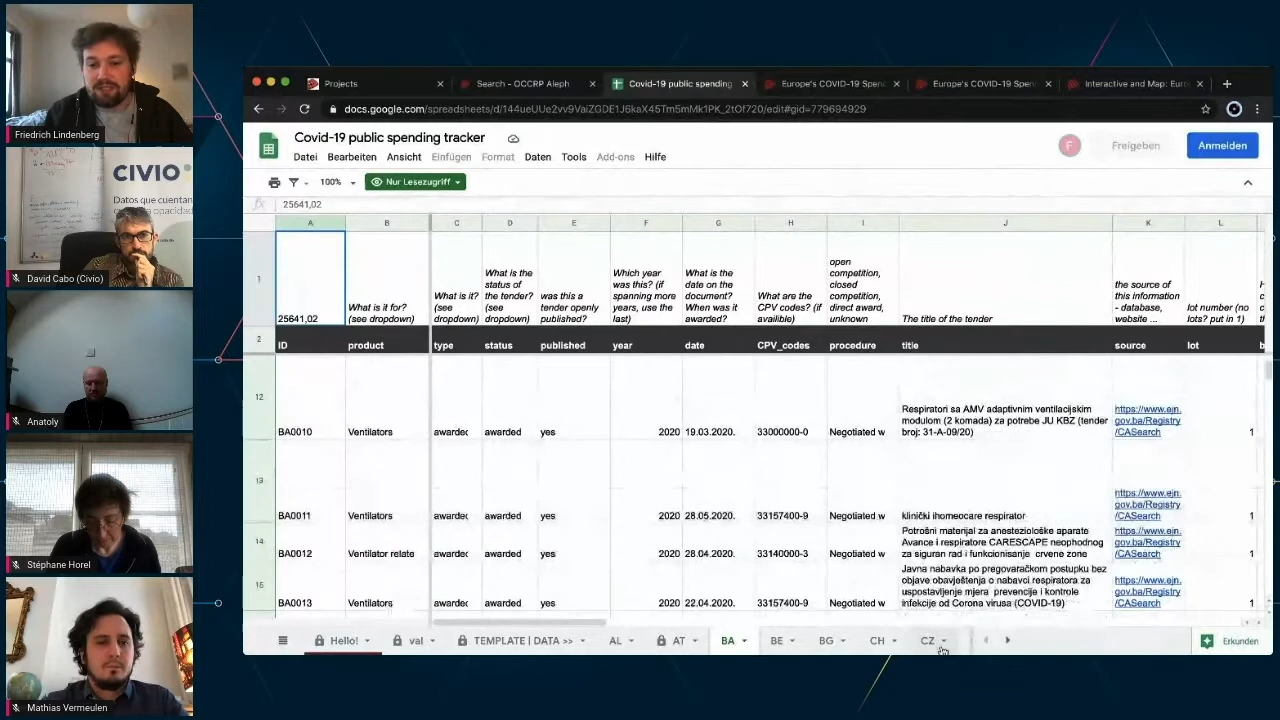 Friedrich Lindenberg
CIVIO
Datos que cuentan
David Cabo (Civio)
Anatoly
Stéphane Horel
Mathias Vermeulen
Projects
Search - OCCRP Aleph
Covid-19 public spending
Europe's COVID-19 Spen
Europe's COVID-19 Spen
Interactive and Map: Euro
docs.google.com/spreadsheets/d/144ueUUe2vv9VaiZGDE1J6kaX45Tm5mMk1PK_2tOf720/edit#gid=779694929
Covid-19 public spending tracker
Datei Bearbeiten Ansicht Einfügen Format Daten Tools Add-ons Hilfe
F
Freigeben
Anmelden
100%
Nur Lesezugriff
fx 25641,02
A B C D E F G H I J K L
1
25641,02
What is it for?
(see dropdown)
What is it?
(see
dropdown)
What is the
status of
the tender?
(see
dropdown)
was this a
tender openly
published?
Which year
was this? (if
spanning more
years, use the
last)
What is the
date on the
document?
When was it
awarded?
What are the
CPV codes? (if
availible)
open
competition,
closed
competition,
direct award,
unknown
The title of the tender
the source of
this information
- database,
website ...
lot number (no
lots? put in 1)
2 ID product type status published year date CPV_codes procedure title source lot
12 BA0010 Ventilators awarded awarded yes 2020 19.03.2020. 33000000-0 Negotiated w
Respiratori sa AMV adaptivnim ventilacijskim
modulom (2 komada) za potrebe JU KBZ (tender
broj: 31-A-09/20)
https://www.ejn.
gov.ba/Registry
/CASearch
1
13 BA0011 Ventilators awarded awarded yes 2020 28.05.2020. 33157400-9 Negotiated w
klinički ihomeocare respirator
https://www.ejn.
gov.ba/Registry
/CASearch
1
14 BA0012 Ventilator relate awarded awarded yes 2020 28.04.2020. 33140000-3 Negotiated w
Potrošni materijal za anesteziološke aparate
Avance i respiratore CARESCAPE neophodnog
za siguran rad i funkcionisanje crvene zone
https://www.ejn.
gov.ba/Registry
/CASearch
1
15 BA0013 Ventilators awarded awarded yes 2020 22.04.2020. 33157400-9 Negotiated w
Javna nabavka po pregovaračkom postupku bez
objave obavještenja o nabavci respiratora za
uspostavljenje mjera prevencije i kontrole
infekcije od Corona virusa (COVID-19)
https://www.ejn.
gov.ba/Registry
/CASearch
1
Hello! val TEMPLATE | DATA >> AL AT BA BE BG CH CZ
Erkunden